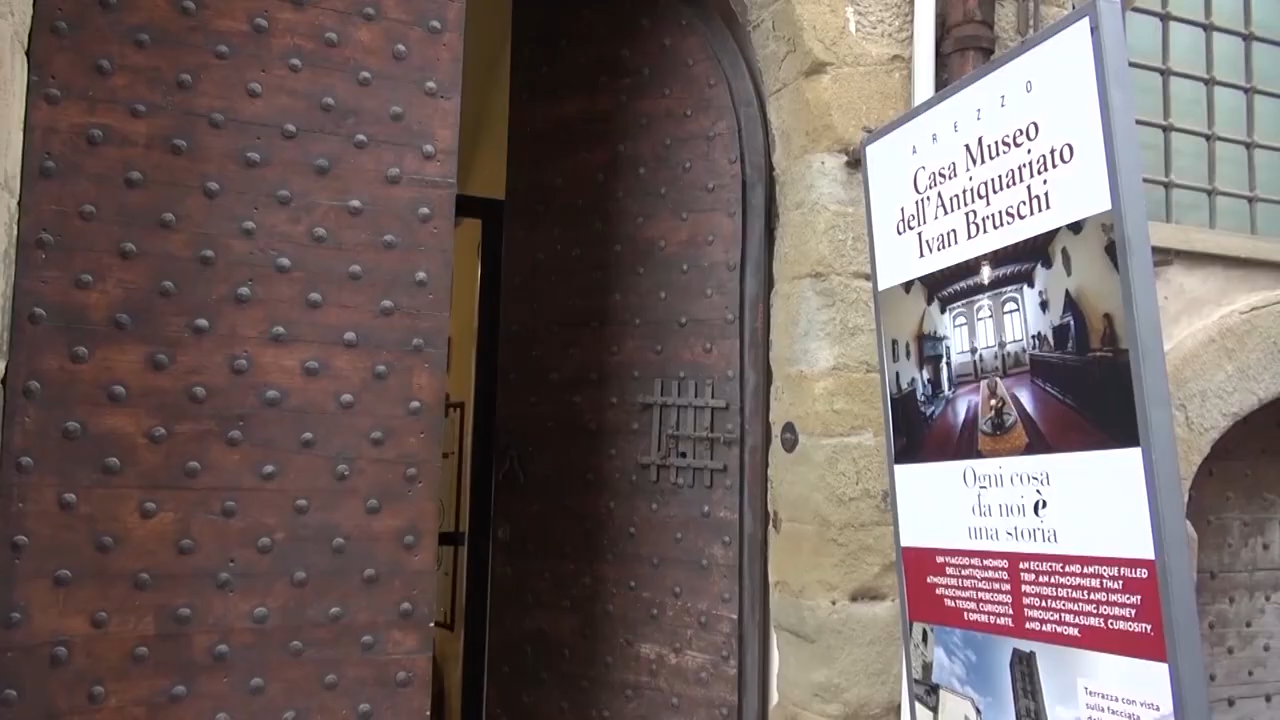 AREZZO
Casa Museo
dell'Antiquariato
Ivan Bruschi
Ogni cosa
da noi è
una storia
UN VIAGGIO NEL MONDO
DELL'ANTIQUARIATO.
ATMOSFERE E DETTAGLI IN UN
AFFASCINANTE PERCORSO
TRA TESORI, CURIOSITÀ
E OPERE D'ARTE.
AN ECLECTIC AND ANTIQUE FILLED
TRIP. AN ATMOSPHERE THAT
PROVIDES DETAILS AND INSIGHT
INTO A FASCINATING JOURNEY
THROUGH TREASURES, CURIOSITY,
AND ARTWORK.
Terrazza con vista
sulla facciata